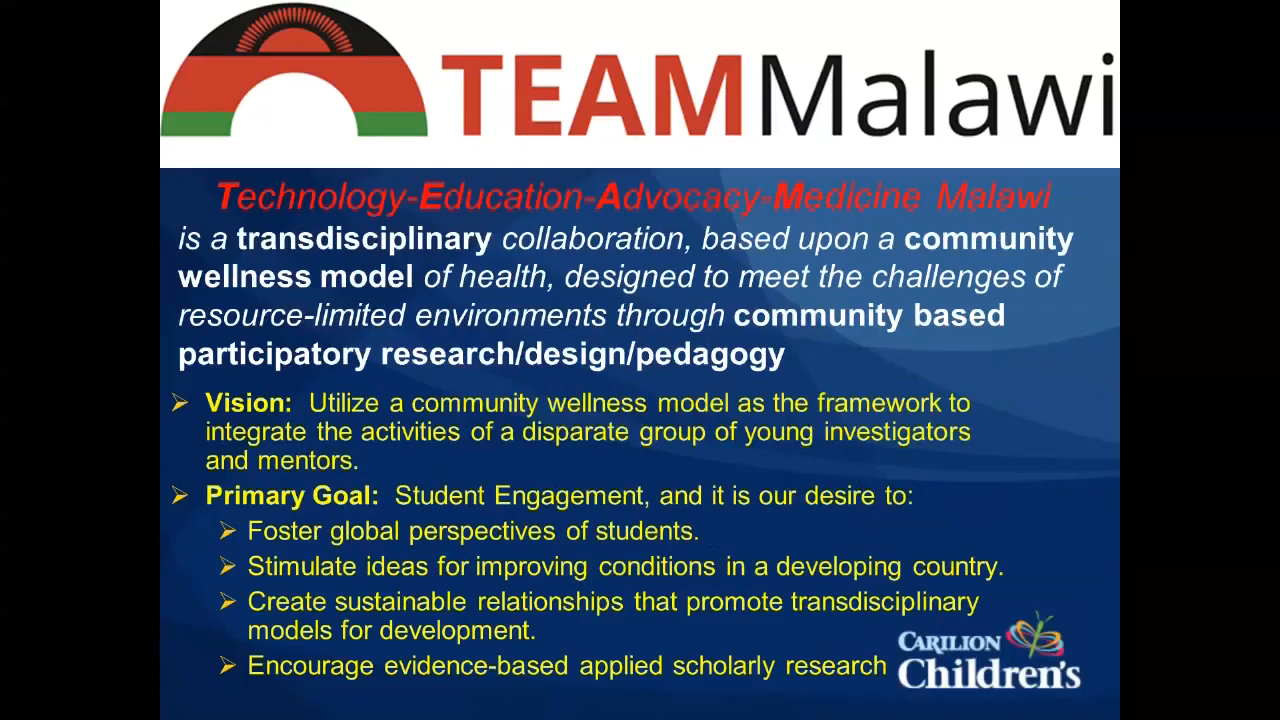 TEAMMalawi
Technology-Education-Advocacy-Medicine Malawi
is a transdisciplinary collaboration, based upon a community
wellness model of health, designed to meet the challenges of
resource-limited environments through community based
participatory research/design/pedagogy
Vision: Utilize a community wellness model as the framework to
integrate the activities of a disparate group of young investigators
and mentors.
Primary Goal: Student Engagement, and it is our desire to:
Foster global perspectives of students.
Stimulate ideas for improving conditions in a developing country.
Create sustainable relationships that promote transdisciplinary
models for development.
Encourage evidence-based applied scholarly research
CARILION
Children's